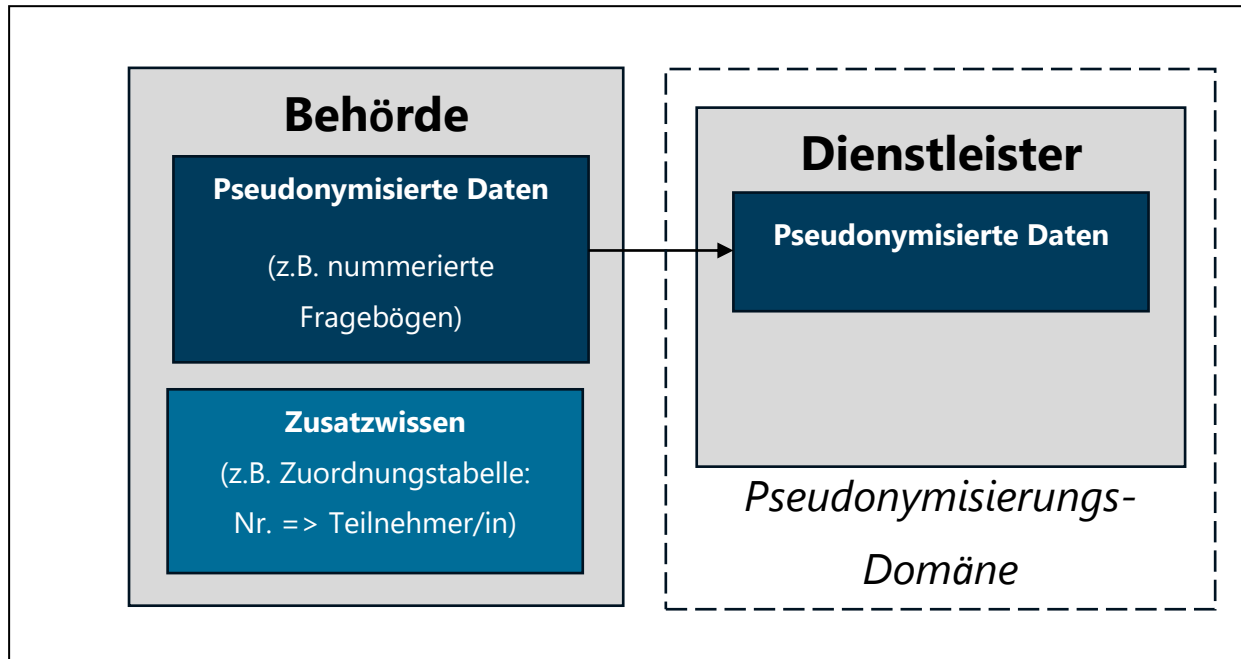 Behörde
Pseudonymisierte Daten
(z.B. nummerierte
Fragebögen)
Zusatzwissen
(z.B. Zuordnungstabelle:
Nr. => Teilnehmer/in)
Dienstleister
Pseudonymisierte Daten
Pseudonymisierungs-
Domäne